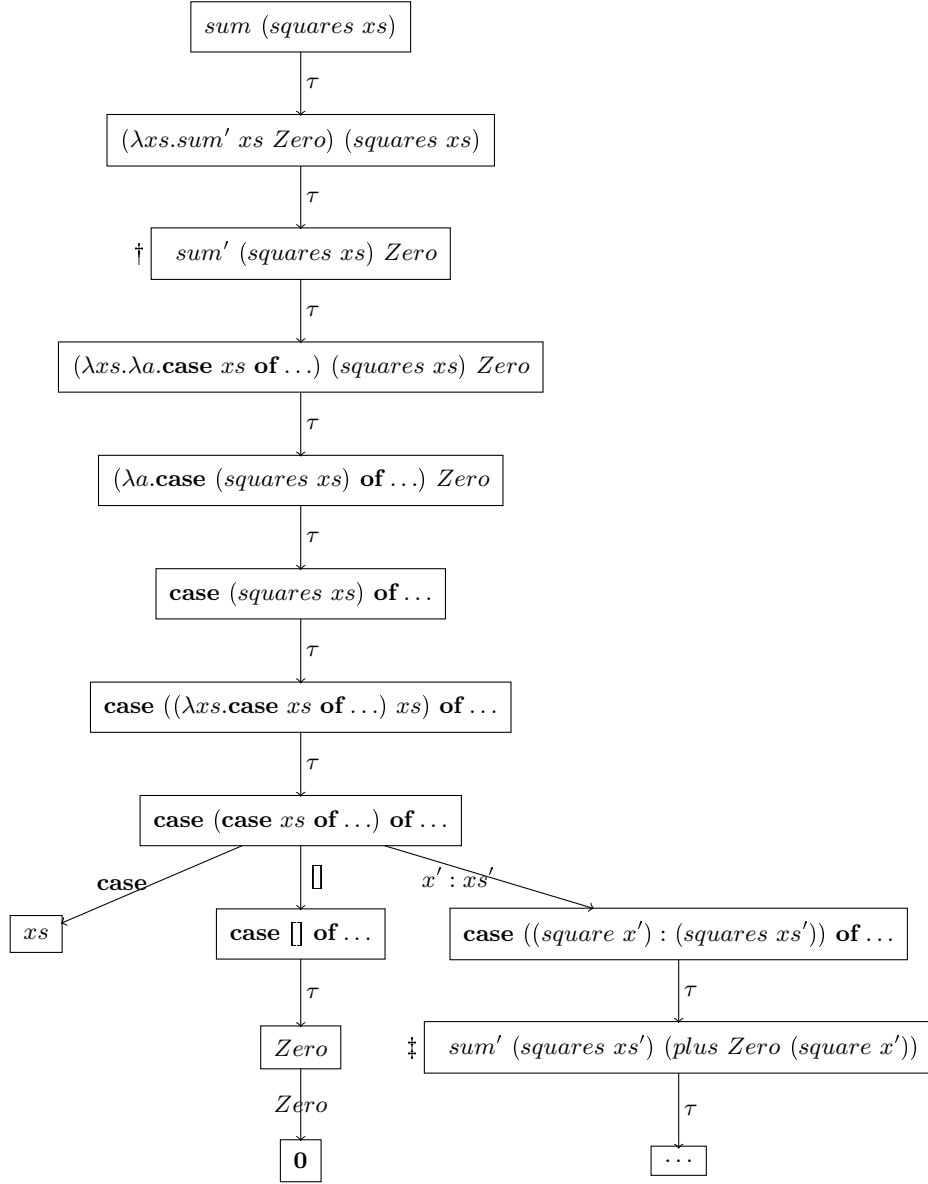 sum (squares xs)
τ
(λxs.sum′ xs Zero) (squares xs)
τ
† sum′ (squares xs) Zero
τ
(λxs.λa.case xs of …) (squares xs) Zero
τ
(λa.case (squares xs) of …) Zero
τ
case (squares xs) of …
τ
case ((λxs.case xs of …) xs) of …
τ
case (case xs of …) of …
case [] x′ : xs′
xs case [] of … case ((square x′) : (squares xs′)) of …
τ τ
Zero ‡ sum′ (squares xs′) (plus Zero (square x′))
Zero τ
0 …